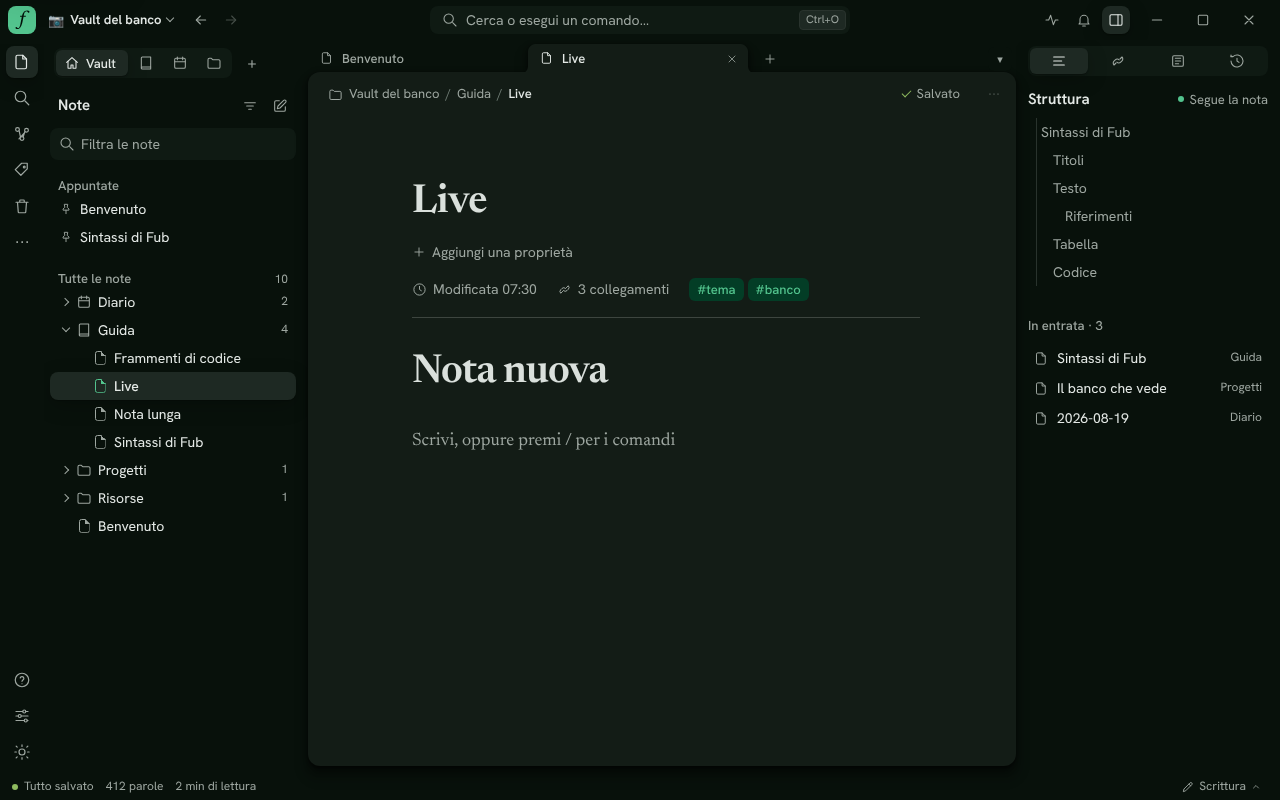 f
Vault del banco
Cerca o esegui un comando...
Ctrl+O
Vault
Note
Filtra le note
Appuntate
Benvenuto
Sintassi di Fub
Tutte le note 10
Diario 2
Guida 4
Frammenti di codice
Live
Nota lunga
Sintassi di Fub
Progetti 1
Risorse 1
Benvenuto
Tutto salvato 412 parole 2 min di lettura
Benvenuto
Live
Vault del banco / Guida / Live
Salvato
Live
Aggiungi una proprietà
Modificata 07:30 3 collegamenti #tema #banco
Nota nuova
Scrivi, oppure premi / per i comandi
Struttura
Segue la nota
Sintassi di Fub
Titoli
Testo
Riferimenti
Tabella
Codice
In entrata · 3
Sintassi di Fub Guida
Il banco che vede Progetti
2026-08-19 Diario
Scrittura